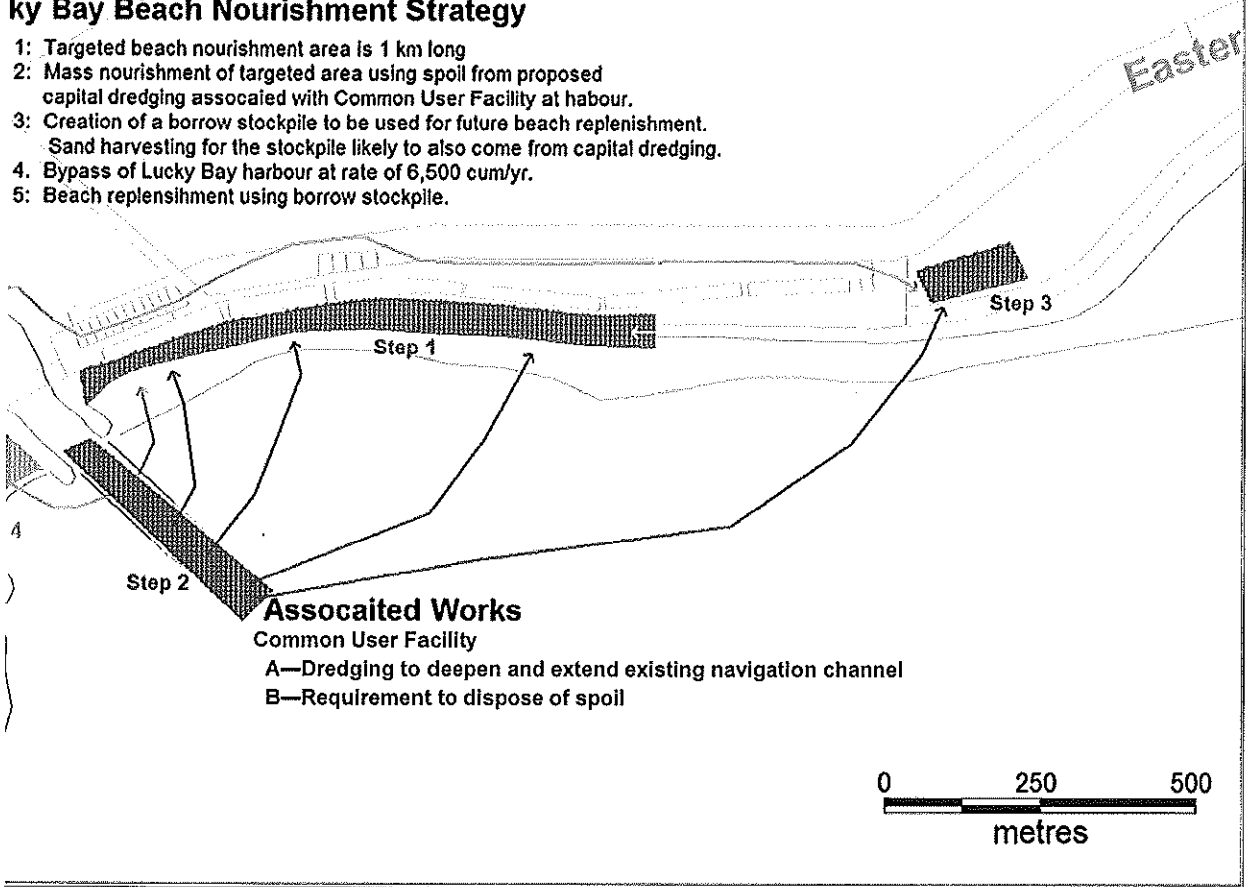 ky Bay Beach Nourishment Strategy
1: Targeted beach nourishment area is 1 km long
2: Mass nourishment of targeted area using spoil from proposed
capital dredging assocaied with Common User Facility at habour.
3: Creation of a borrow stockpile to be used for future beach replenishment.
Sand harvesting for the stockpile likely to also come from capital dredging.
4. Bypass of Lucky Bay harbour at rate of 6,500 cum/yr.
5: Beach replensihment using borrow stockpile.
Easter
Step 3
Step 1
4
Step 2
Assocaited Works
Common User Facility
A—Dredging to deepen and extend existing navigation channel
B—Requirement to dispose of spoil
0 250 500
metres